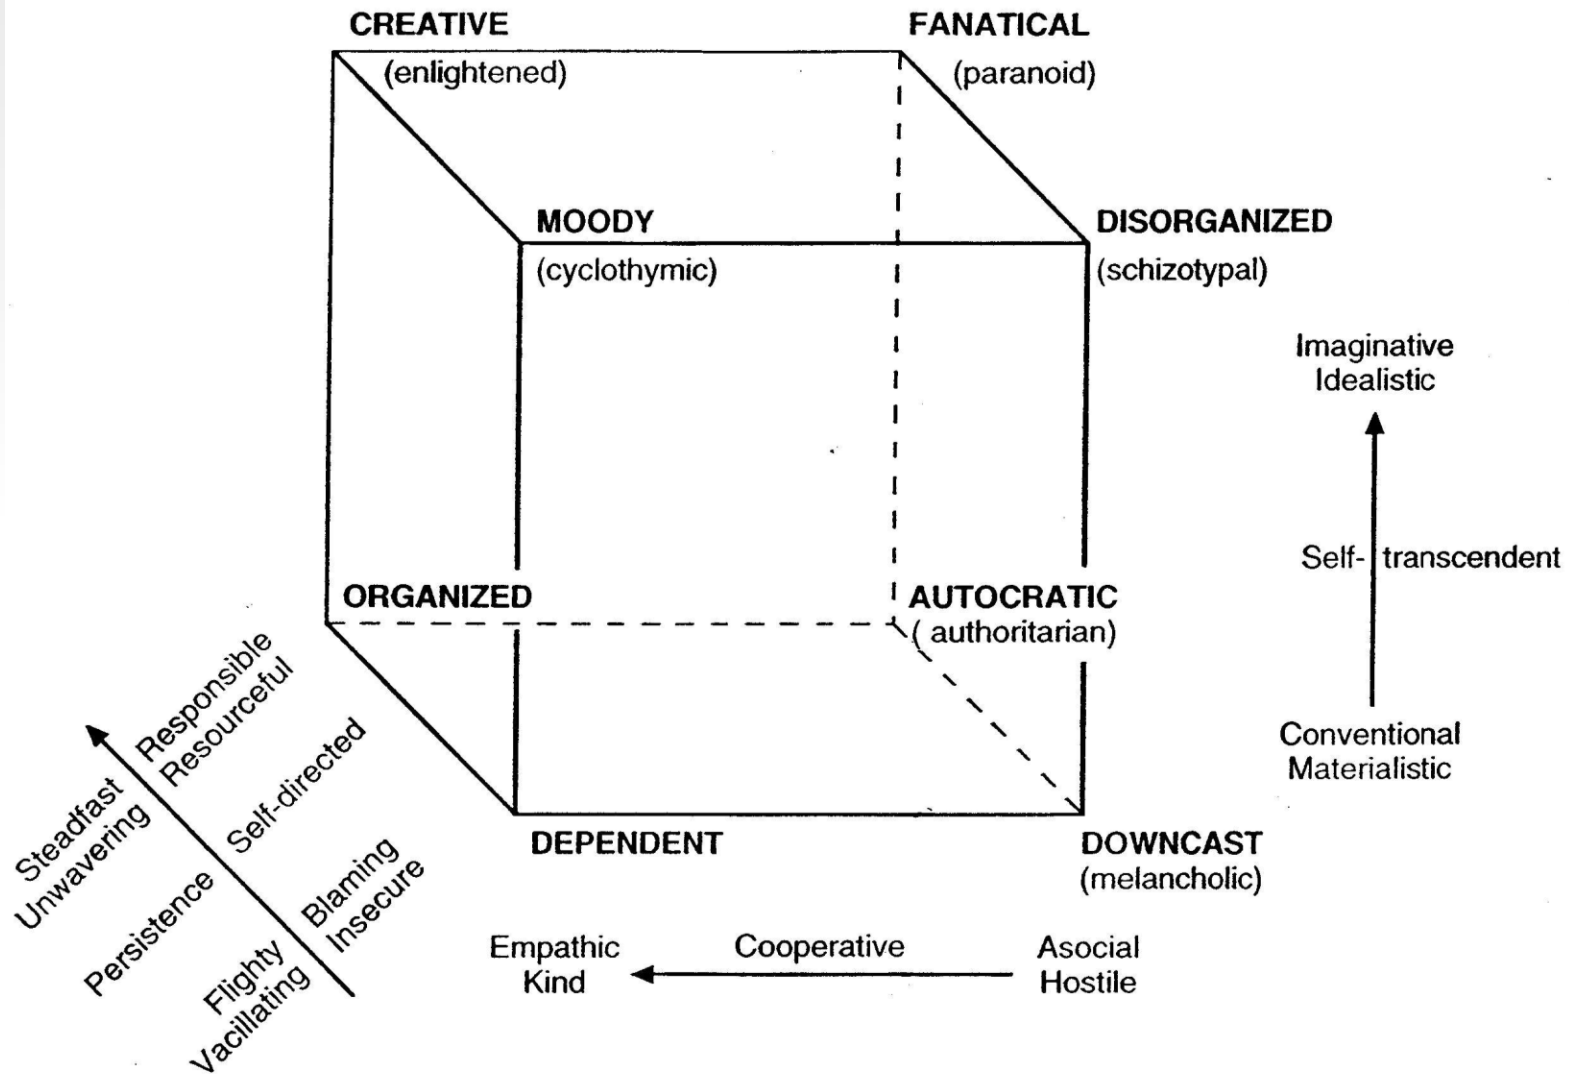 CREATIVE
(enlightened)
FANATICAL
(paranoid)
MOODY
(cyclothymic)
DISORGANIZED
(schizotypal)
Imaginative
Idealistic
Self- transcendent
Conventional
Materialistic
ORGANIZED
AUTOCRATIC
( authoritarian)
Responsible
Resourceful
Self-directed
Blaming
Insecure
Steadfast
Unwavering
Persistence
Flighty
Vacillating
DEPENDENT
DOWNCAST
(melancholic)
Empathic
Kind
Cooperative
Asocial
Hostile